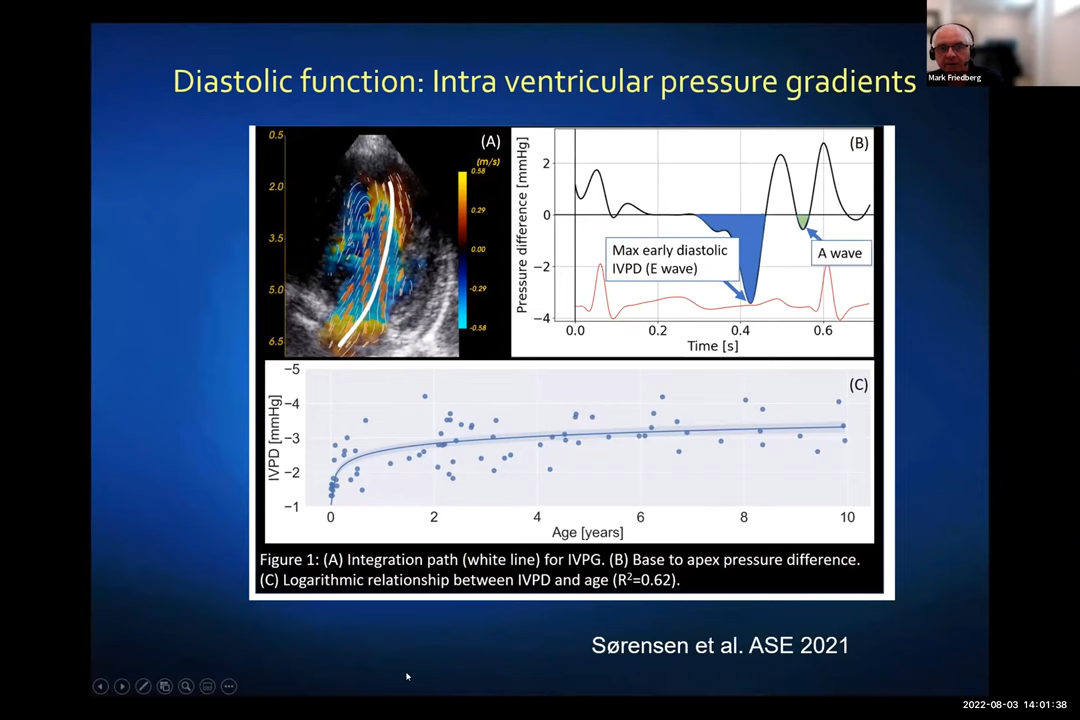 Mark Friedberg
Diastolic function: Intra ventricular pressure gradients
(A)
(m/s)
0.5
2.0
3.5
5.0
6.5
0.58
0.29
0.00
-0.29
-0.58
(B)
Pressure difference [mmHg]
2
0
−2
−4
Max early diastolic
IVPD (E wave)
A wave
0.0 0.2 0.4 0.6
Time [s]
(C)
IVPD [mmHg]
−5
−4
−3
−2
−1
0 2 4 6 8 10
Age [years]
Figure 1: (A) Integration path (white line) for IVPG. (B) Base to apex pressure difference.
(C) Logarithmic relationship between IVPD and age (R²=0.62).
Sørensen et al. ASE 2021
2022-08-03 14:01:38